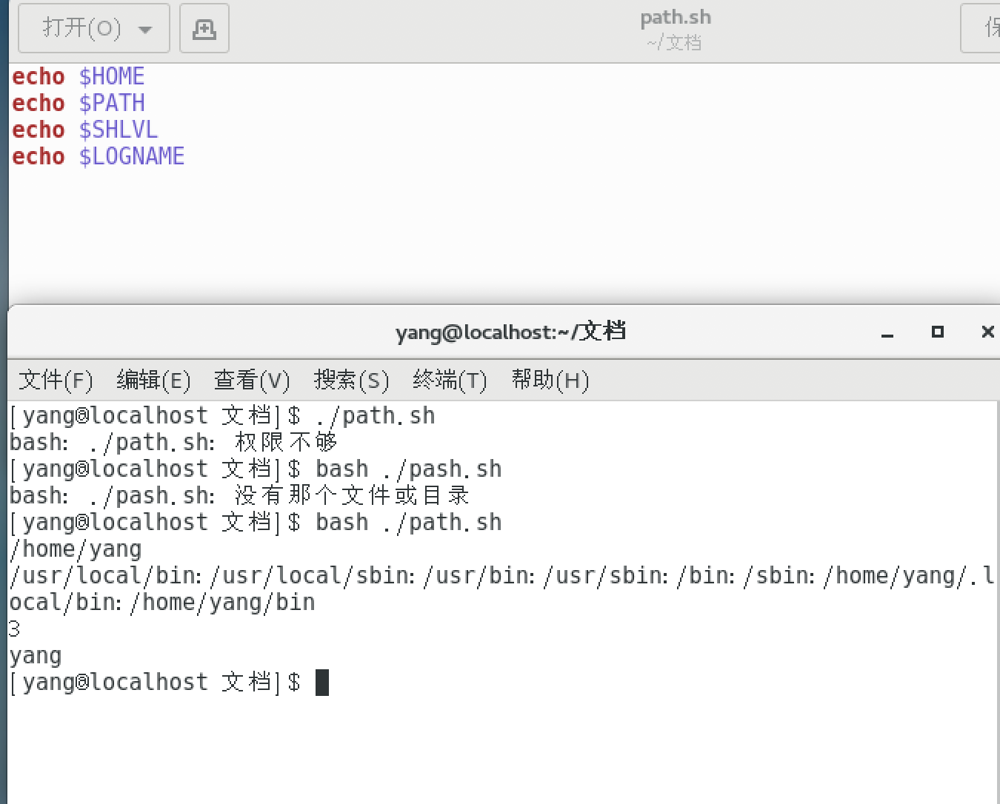 打开(O)
path.sh
~/文档
保
echo $HOME
echo $PATH
echo $SHLVL
echo $LOGNAME
yang@localhost:~/文档
文件(F) 编辑(E) 查看(V) 搜索(S) 终端(T) 帮助(H)
[yang@localhost 文档]$ ./path.sh
bash: ./path.sh: 权限不够
[yang@localhost 文档]$ bash ./pash.sh
bash: ./pash.sh: 没有那个文件或目录
[yang@localhost 文档]$ bash ./path.sh
/home/yang
/usr/local/bin:/usr/local/sbin:/usr/bin:/usr/sbin:/bin:/sbin:/home/yang/.l
ocal/bin:/home/yang/bin
3
yang
[yang@localhost 文档]$